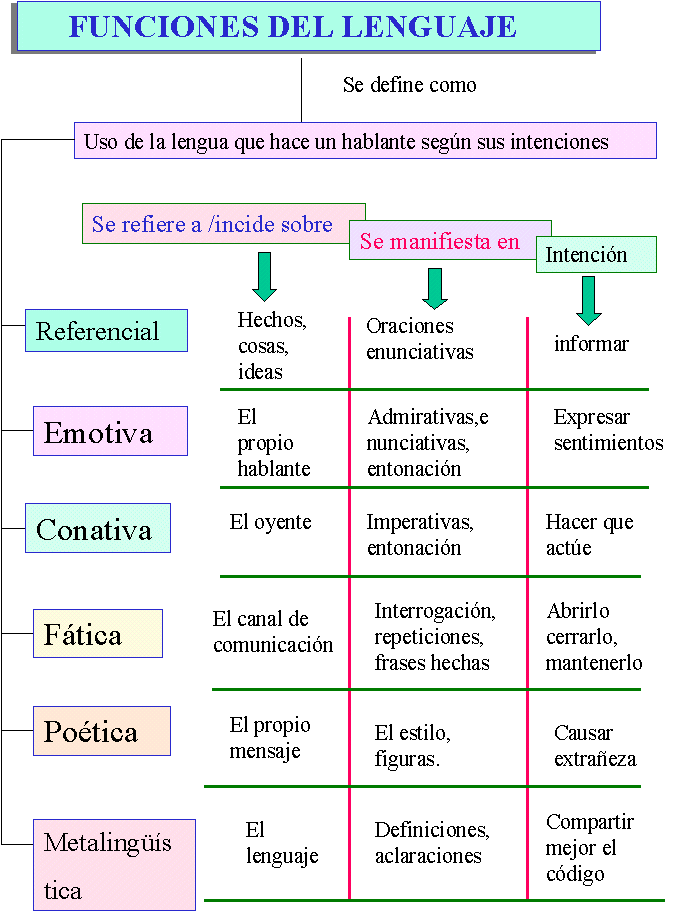 FUNCIONES DEL LENGUAJE
Se define como
Uso de la lengua que hace un hablante según sus intenciones
Se refiere a /incide sobre
Se manifiesta en
Intención
Referencial
Hechos,
cosas,
ideas
Oraciones
enunciativas
informar
Emotiva
El
propio
hablante
Admirativas,e
nunciativas,
entonación
Expresar
sentimientos
Conativa
El oyente
Imperativas,
entonación
Hacer que
actúe
Fática
El canal de
comunicación
Interrogación,
repeticiones,
frases hechas
Abrirlo
cerrarlo,
mantenerlo
Poética
El propio
mensaje
El estilo,
figuras.
Causar
extrañeza
Metalingüís
tica
El
lenguaje
Definiciones,
aclaraciones
Compartir
mejor el
código